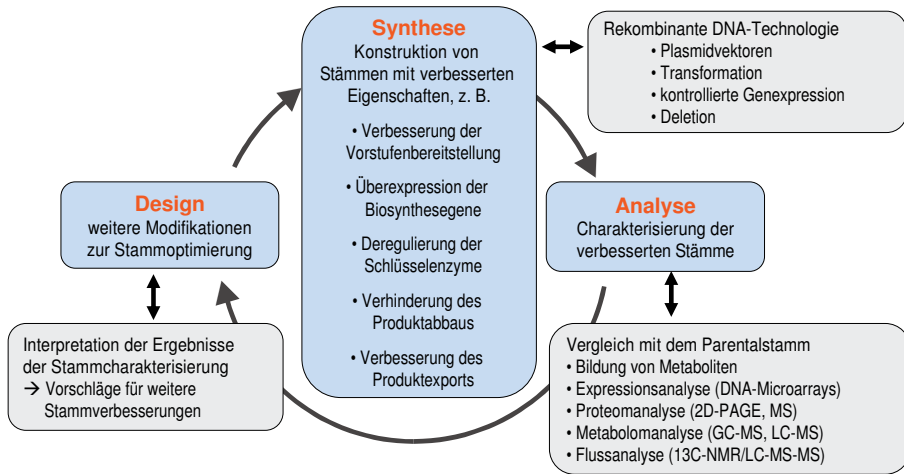 Synthese
Konstruktion von
Stämmen mit verbesserten
Eigenschaften, z. B.
• Verbesserung der
Vorstufenbereitstellung
• Überexpression der
Biosynthesegene
• Deregulierung der
Schlüsselenzyme
• Verhinderung des
Produktabbaus
• Verbesserung des
Produktexports
Rekombinante DNA-Technologie
• Plasmidvektoren
• Transformation
• kontrollierte Genexpression
• Deletion
Analyse
Charakterisierung der
verbesserten Stämme
Vergleich mit dem Parentalstamm
• Bildung von Metaboliten
• Expressionsanalyse (DNA-Microarrays)
• Proteomanalyse (2D-PAGE, MS)
• Metabolomanalyse (GC-MS, LC-MS)
• Flussanalyse (13C-NMR/LC-MS-MS)
Design
weitere Modifikationen
zur Stammoptimierung
Interpretation der Ergebnisse
der Stammcharakterisierung
→ Vorschläge für weitere
Stammverbesserungen